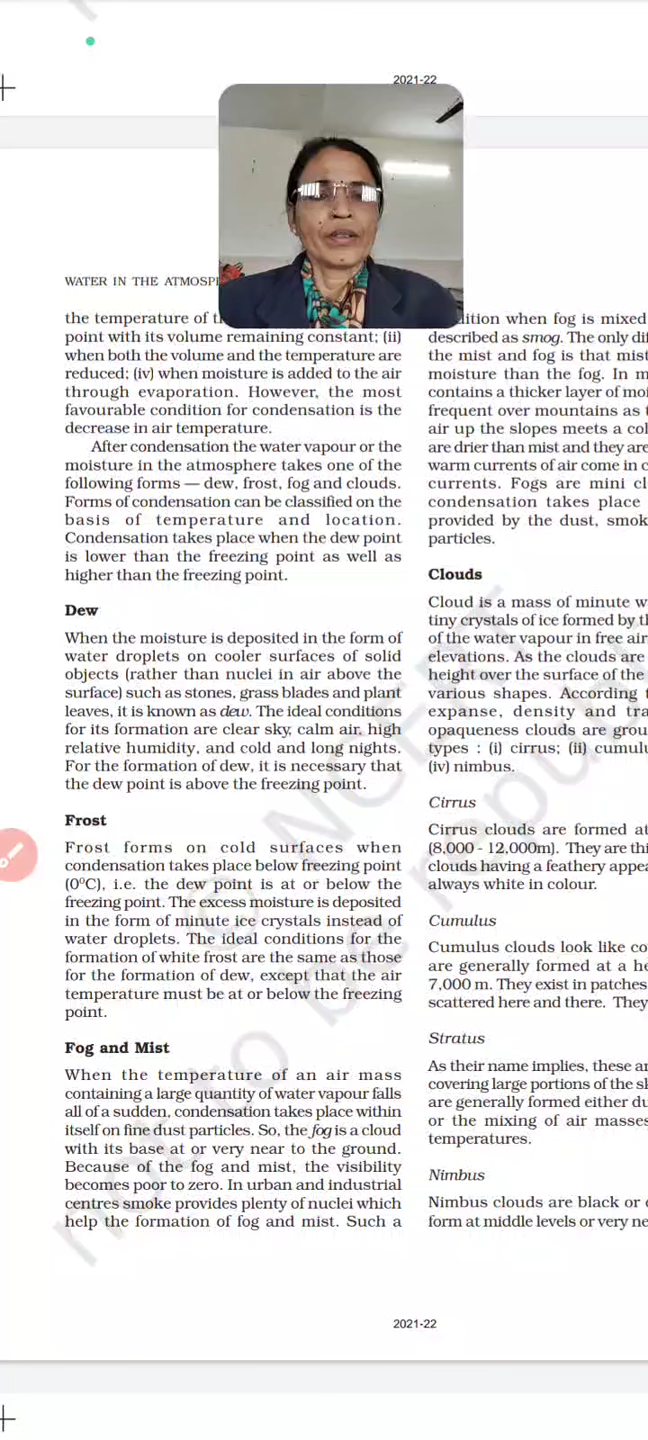 2021-22
WATER IN THE
the temperature of
point with its volume remaining constant; (ii)
when both the volume and the temperature are
reduced; (iv) when moisture is added to the air
through evaporation. However, the most
favourable condition for condensation is the
decrease in air temperature.
After condensation the water vapour or the
moisture in the atmosphere takes one of the
following forms — dew, frost, fog and clouds.
Forms of condensation can be classified on the
basis of temperature and location.
Condensation takes place when the dew point
is lower than the freezing point as well as
higher than the freezing point.
Dew
When the moisture is deposited in the form of
water droplets on cooler surfaces of solid
objects (rather than nuclei in air above the
surface) such as stones, grass blades and plant
leaves, it is known as dew. The ideal conditions
for its formation are clear sky, calm air, high
relative humidity, and cold and long nights.
For the formation of dew, it is necessary that
the dew point is above the freezing point.
Frost
Frost forms on cold surfaces when
condensation takes place below freezing point
(0°C), i.e. the dew point is at or below the
freezing point. The excess moisture is deposited
in the form of minute ice crystals instead of
water droplets. The ideal conditions for the
formation of white frost are the same as those
for the formation of dew, except that the air
temperature must be at or below the freezing
point.
Fog and Mist
When the temperature of an air mass
containing a large quantity of water vapour falls
all of a sudden, condensation takes place within
itself on fine dust particles. So, the fog is a cloud
with its base at or very near to the ground.
Because of the fog and mist, the visibility
becomes poor to zero. In urban and industrial
centres smoke provides plenty of nuclei which
help the formation of fog and mist. Such a
when fog is mixed
described as smog. The only
the mist and fog is that mist
moisture than the fog. In
contains a thicker layer of
frequent over mountains as
air up the slopes meets a
are drier than mist and they are
warm currents of air come in
currents. Fogs are mini
condensation takes place
provided by the dust,
particles.
Clouds
Cloud is a mass of minute
tiny crystals of ice formed by
of the water vapour in free air
elevations. As the clouds are
height over the surface of the
various shapes. According
expanse, density and
opaqueness clouds are
types : (i) cirrus; (ii)
(iv) nimbus.
Cirrus
Cirrus clouds are formed at
(8,000 - 12,000m). They are
clouds having a feathery
always white in colour.
Cumulus
Cumulus clouds look like
are generally formed at a
7,000 m. They exist in patches
scattered here and there. They
Stratus
As their name implies, these
covering large portions of the
are generally formed either
or the mixing of air masses
temperatures.
Nimbus
Nimbus clouds are black or
form at middle levels or very
© NCERT
not to be republ
2021-22